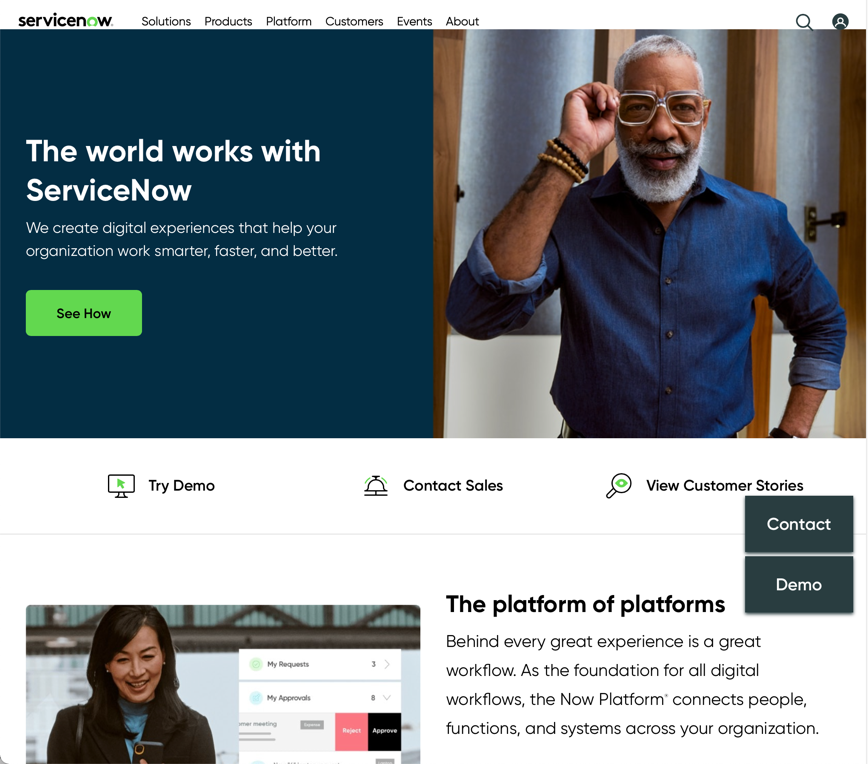 servicenow
Solutions Products Platform Customers Events About
The world works with
ServiceNow
We create digital experiences that help your
organization work smarter, faster, and better.
See How
Try Demo Contact Sales View Customer Stories
Contact
Demo
The platform of platforms
Behind every great experience is a great
workflow. As the foundation for all digital
workflows, the Now Platform® connects people,
functions, and systems across your organization.
My Requests 3
My Approvals 8
mer meeting
Reject Approve